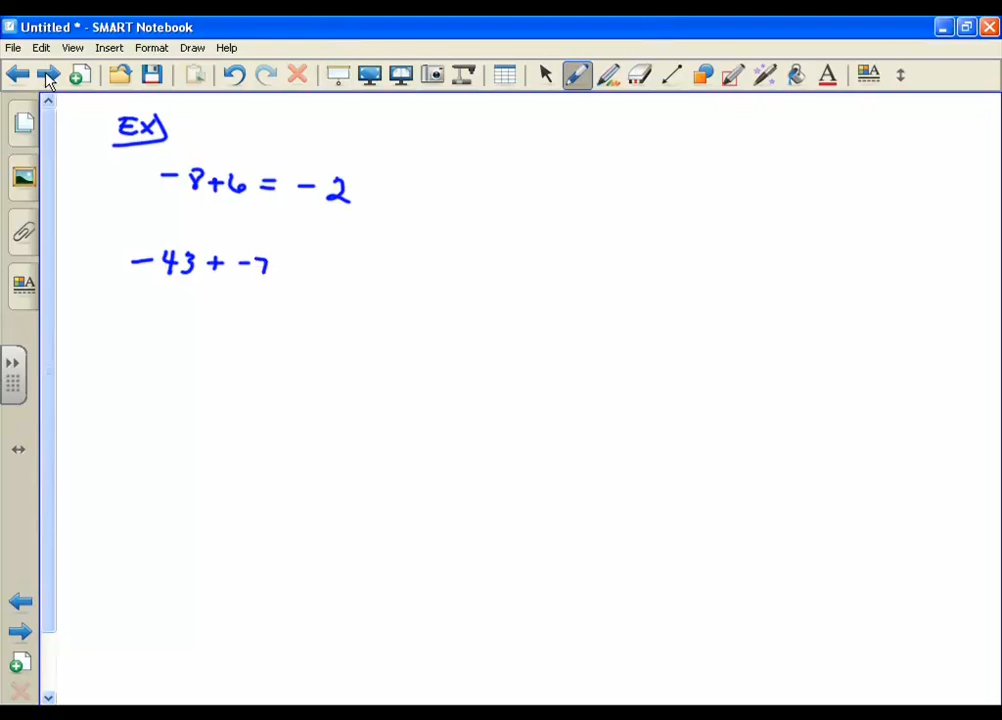 Untitled * - SMART Notebook
File Edit View Insert Format Draw Help
Ex)
-8+6 = -2
-43 + -7